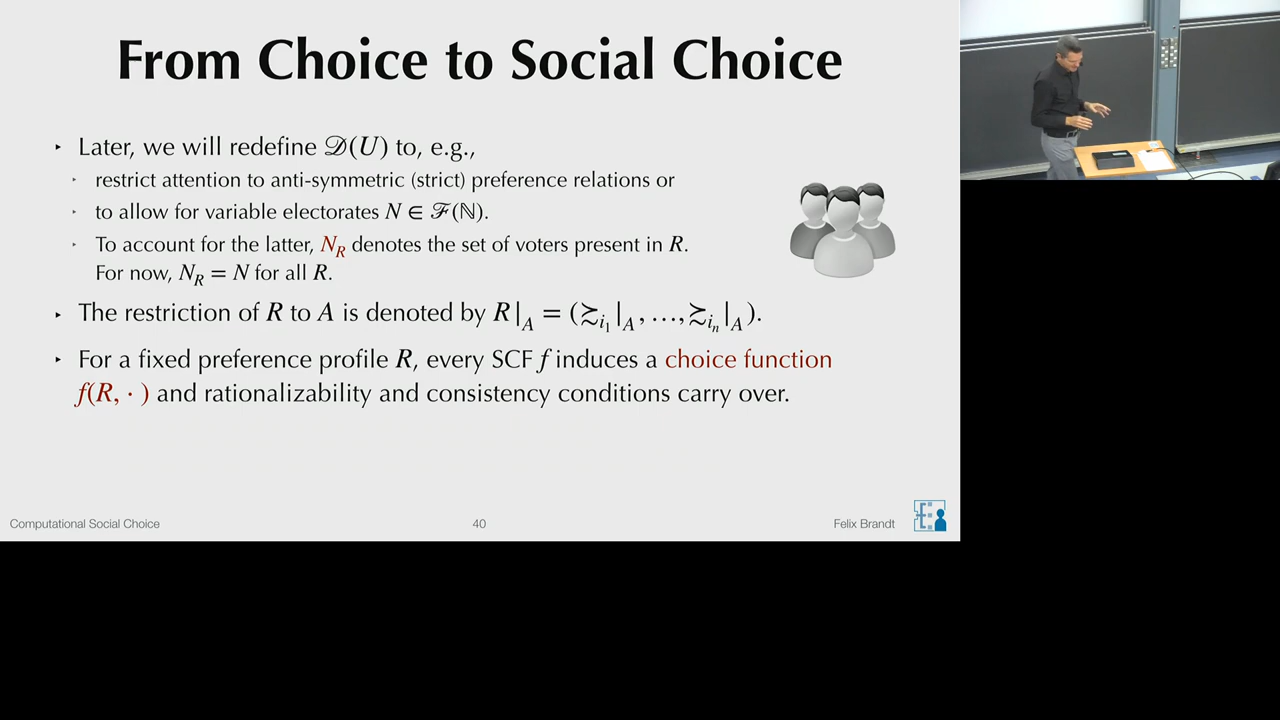 From Choice to Social Choice
‣ Later, we will redefine 𝒟(U) to, e.g.,
‣ restrict attention to anti-symmetric (strict) preference relations or
‣ to allow for variable electorates N ∈ ℱ(ℕ).
‣ To account for the latter, N_R denotes the set of voters present in R.
For now, N_R = N for all R.
‣ The restriction of R to A is denoted by R|_A = (≿_{i_1}|_A, …, ≿_{i_n}|_A).
‣ For a fixed preference profile R, every SCF f induces a choice function
f(R, · ) and rationalizability and consistency conditions carry over.
Computational Social Choice 40 Felix Brandt